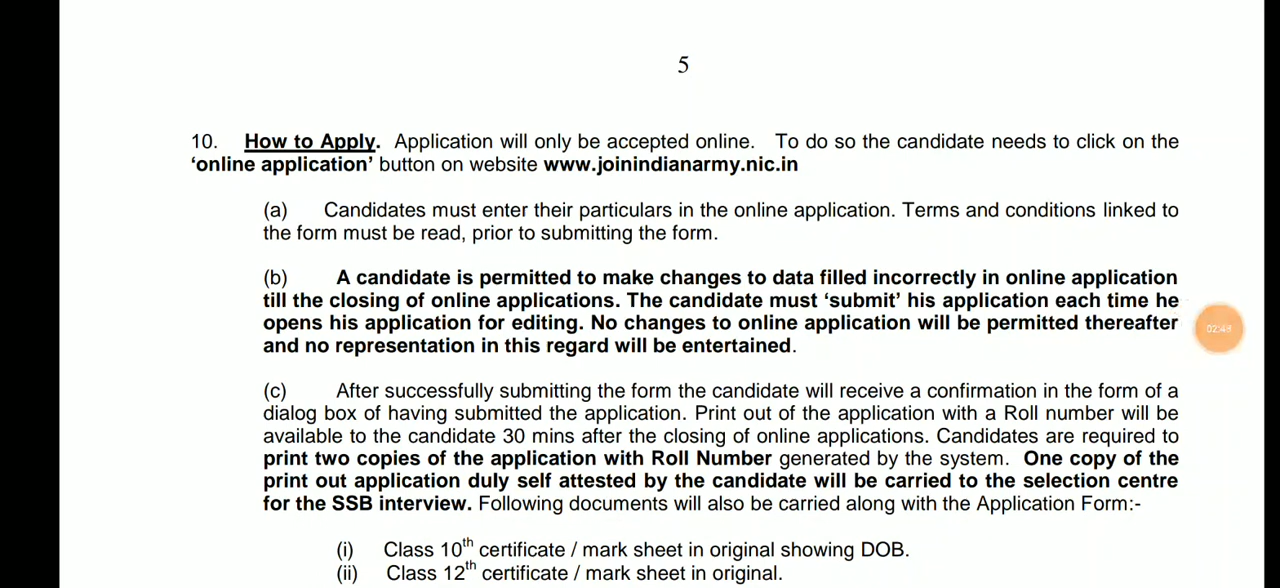 5
10. How to Apply. Application will only be accepted online. To do so the candidate needs to click on the
‘online application’ button on website www.joinindianarmy.nic.in
(a) Candidates must enter their particulars in the online application. Terms and conditions linked to
the form must be read, prior to submitting the form.
(b) A candidate is permitted to make changes to data filled incorrectly in online application
till the closing of online applications. The candidate must ‘submit’ his application each time he
opens his application for editing. No changes to online application will be permitted thereafter
and no representation in this regard will be entertained.
02:48
(c) After successfully submitting the form the candidate will receive a confirmation in the form of a
dialog box of having submitted the application. Print out of the application with a Roll number will be
available to the candidate 30 mins after the closing of online applications. Candidates are required to
print two copies of the application with Roll Number generated by the system. One copy of the
print out application duly self attested by the candidate will be carried to the selection centre
for the SSB interview. Following documents will also be carried along with the Application Form:-
(i) Class 10th certificate / mark sheet in original showing DOB.
(ii) Class 12th certificate / mark sheet in original.